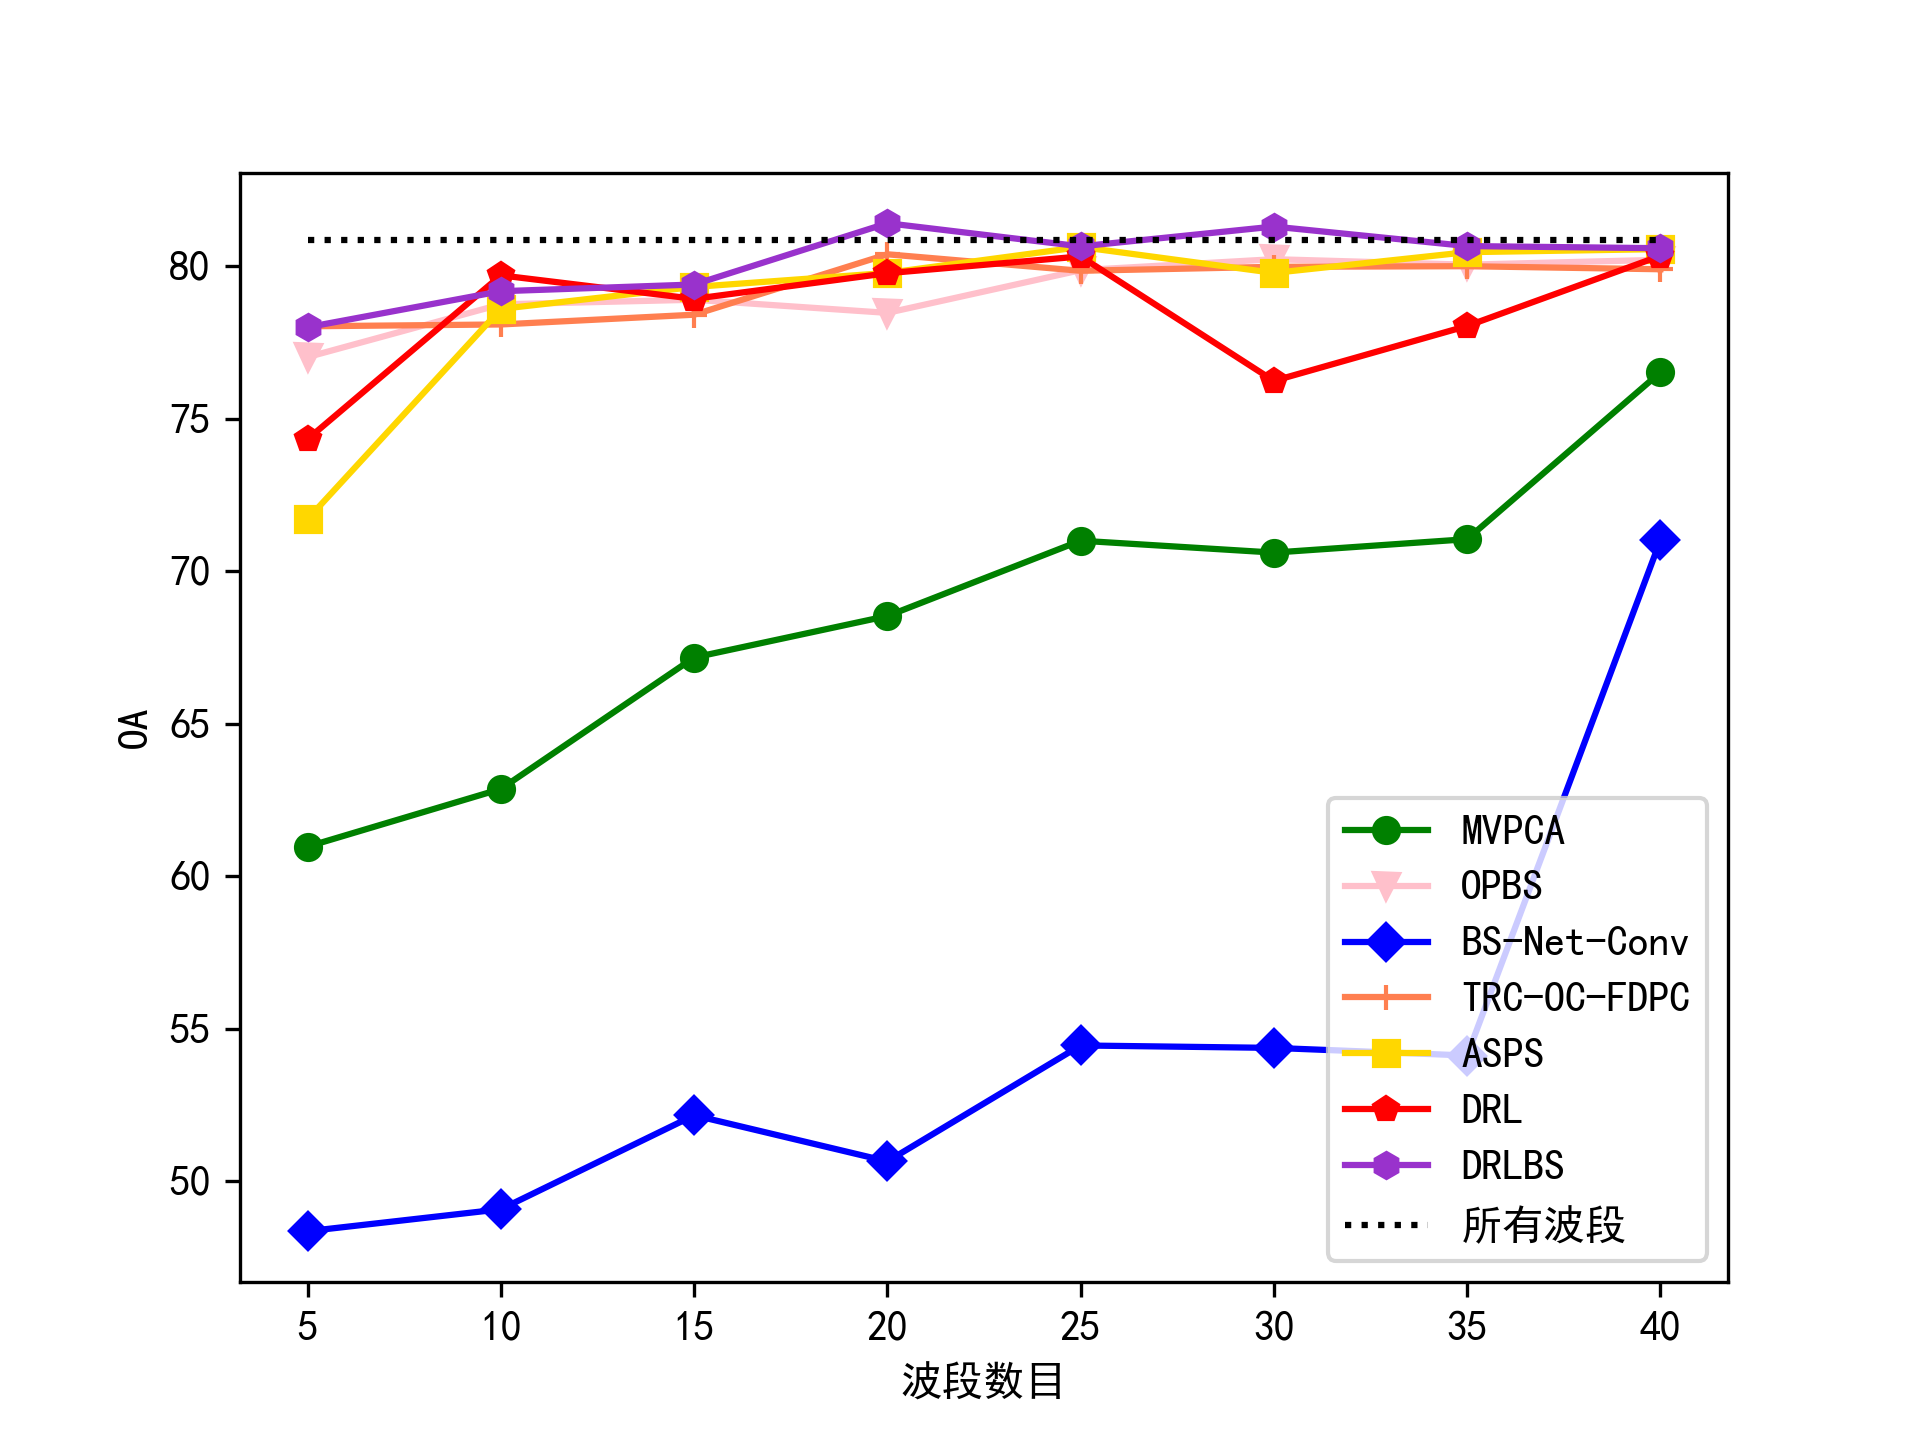 80
75
70
65
60
55
50
OA
5 10 15 20 25 30 35 40
波段数目
MVPCA
OPBS
BS-Net-Conv
TRC-OC-FDPC
ASPS
DRL
DRLBS
所有波段